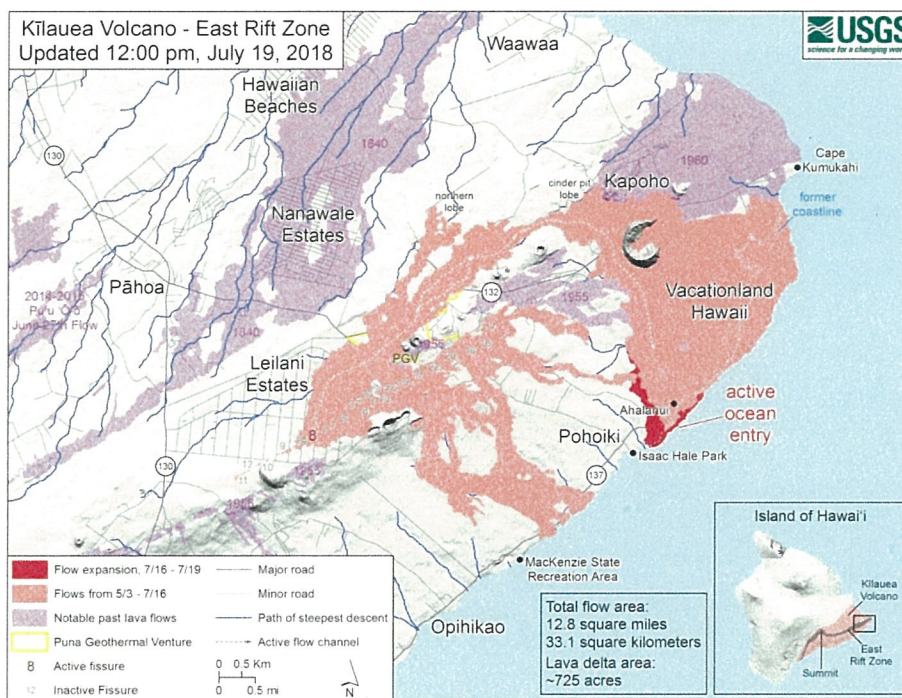 Kīlauea Volcano - East Rift Zone
Updated 12:00 pm, July 19, 2018
USGS
science for a changing world
Waawaa
Hawaiian
Beaches
130
1840
1960
Cape
Kumukahi
Kapoho
cinder pit
lobe
northern
lobe
former
coastline
Nanawale
Estates
Pāhoa
132
1955
Vacationland
Hawaii
2014-2015
Pu'u 'Ō'ō
June 27th Flow
1840
1955
PGV
Leilani
Estates
active
ocean
entry
Ahalanui
8
9
Pohoiki
Isaac Hale Park
12
10
11
130
137
MacKenzie State
Recreation Area
Opihikao
Flow expansion, 7/16 - 7/19
Flows from 5/3 - 7/16
Notable past lava flows
Puna Geothermal Venture
8 Active fissure
12 Inactive Fissure
Major road
Minor road
Path of steepest descent
Active flow channel
0 0.5 Km
0 0.5 mi
N
Total flow area:
12.8 square miles
33.1 square kilometers
Lava delta area:
~725 acres
Island of Hawai'i
Kīlauea
Volcano
East
Rift Zone
Summit